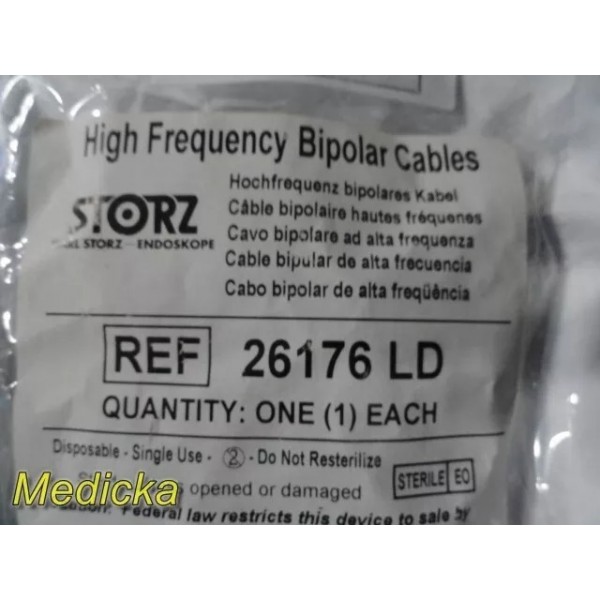 High Frequency Bipolar Cables
STORZ
STORZ ENDOSKOPE
Hochfrequenz bipolares Kabel
Câble bipolaire hautes fréquenes
Cavo bipolare ad alta frequenza
Cable bipular de alta frecuencia
Cabo bipolar de alta freqüência
REF 26176 LD
QUANTITY: ONE (1) EACH
Disposable - Single Use - 2 - Do Not Resterilize
opened or damaged
STERILE EO
Medicka
Federal law restricts this device to sale by